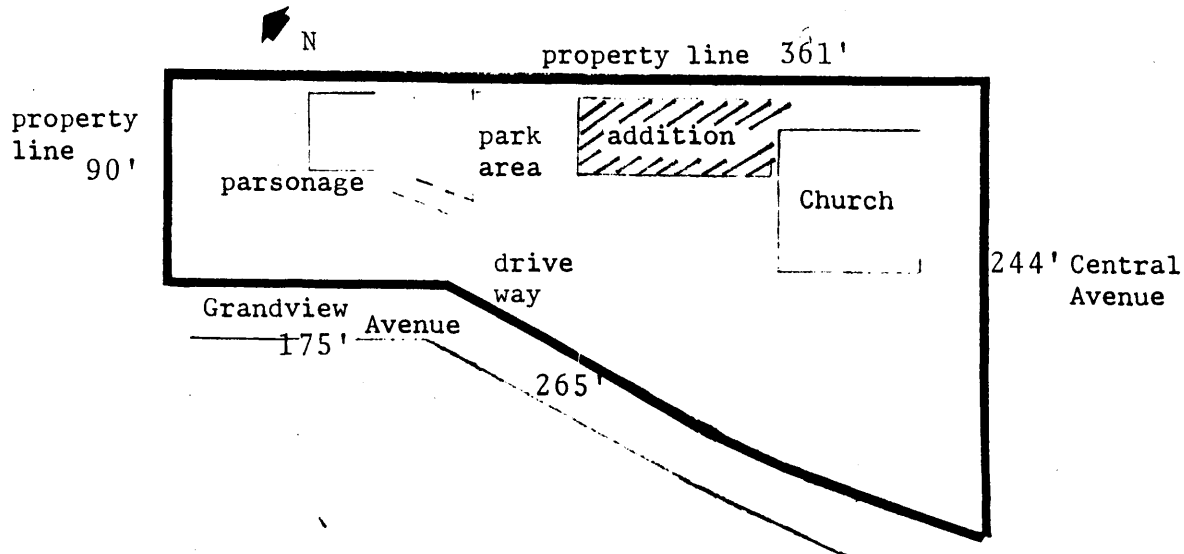 N
property line 361'
property
line
90'
park
area
addition
parsonage
Church
drive
way
244' Central
Avenue
Grandview
Avenue
175'
265'